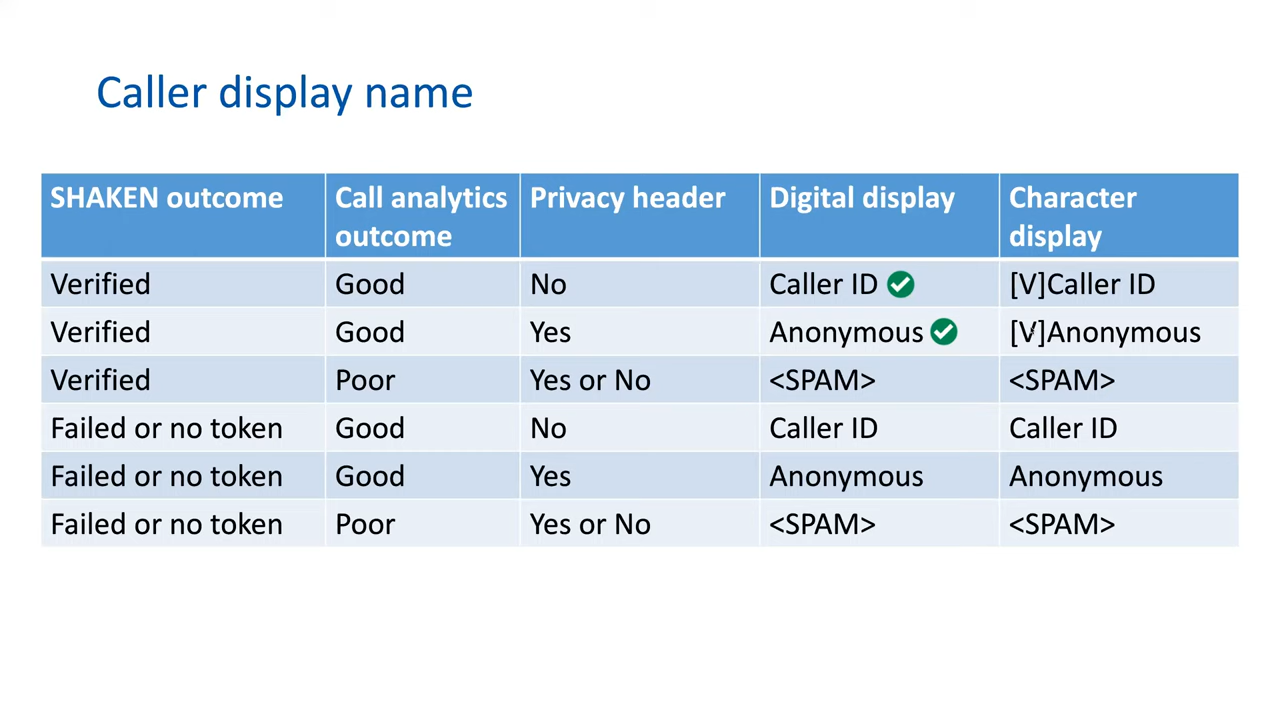 Caller display name
SHAKEN outcome Call analytics outcome Privacy header Digital display Character display
Verified Good No Caller ID [V]Caller ID
Verified Good Yes Anonymous [V]Anonymous
Verified Poor Yes or No <SPAM> <SPAM>
Failed or no token Good No Caller ID Caller ID
Failed or no token Good Yes Anonymous Anonymous
Failed or no token Poor Yes or No <SPAM> <SPAM>